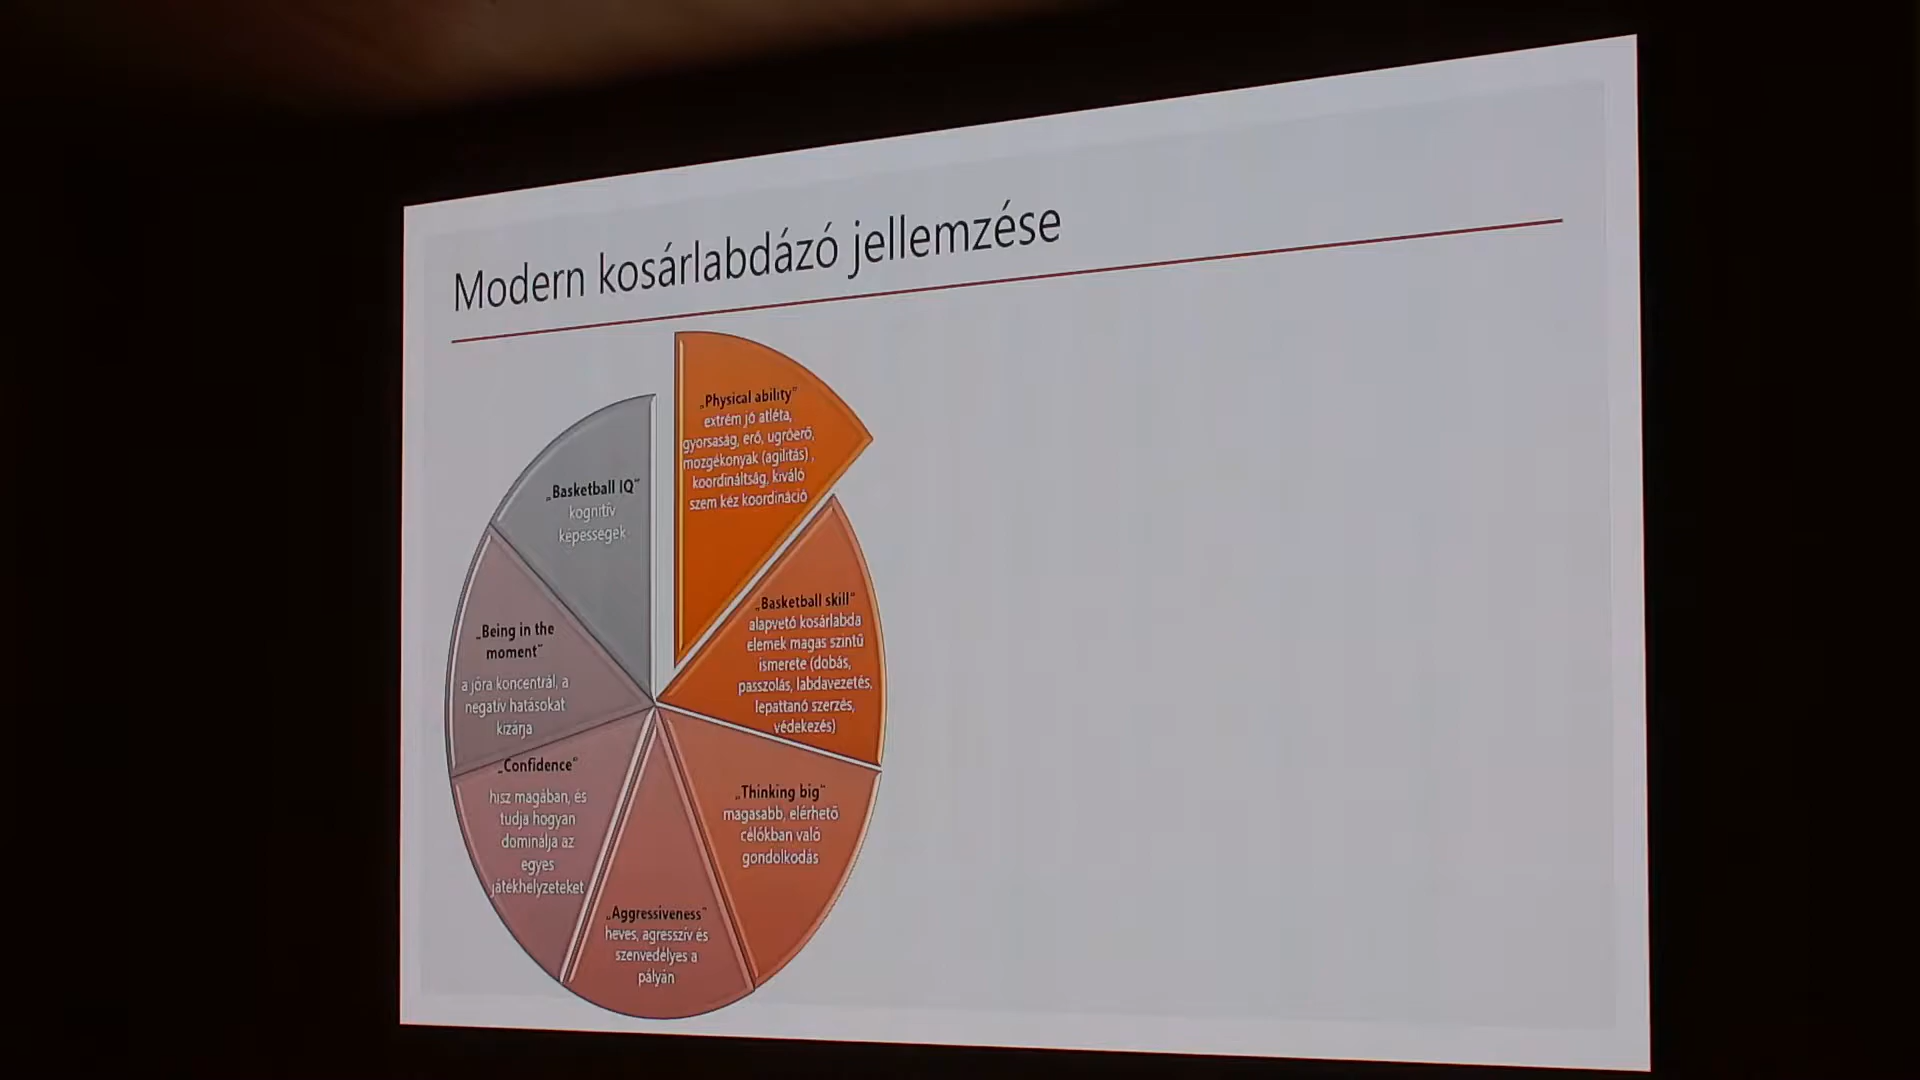 Modern kosárlabdázó jellemzése
„Physical ability”
extrém jó atléta,
gyorsaság, erő, ugróerő,
mozgékonyak (agilitás) ,
koordináltság, kiváló
szem kéz koordináció
„Basketball skill”
alapvető kosárlabda
elemek magas szintű
ismerete (dobás,
passzolás, labdavezetés,
lepattanó szerzés,
védekezés)
„Thinking big”
magasabb, elérhető
célókban való
gondolkodás
„Aggressiveness”
heves, agresszív és
szenvedélyes a
pályán
„Confidence”
hisz magában, és
tudja hogyan
dominálja az
egyes
játékhelyzeteket
„Being in the
moment”
a jóra koncentrál, a
negatív hatásokat
kizárja
„Basketball IQ”
kognitív
képességek